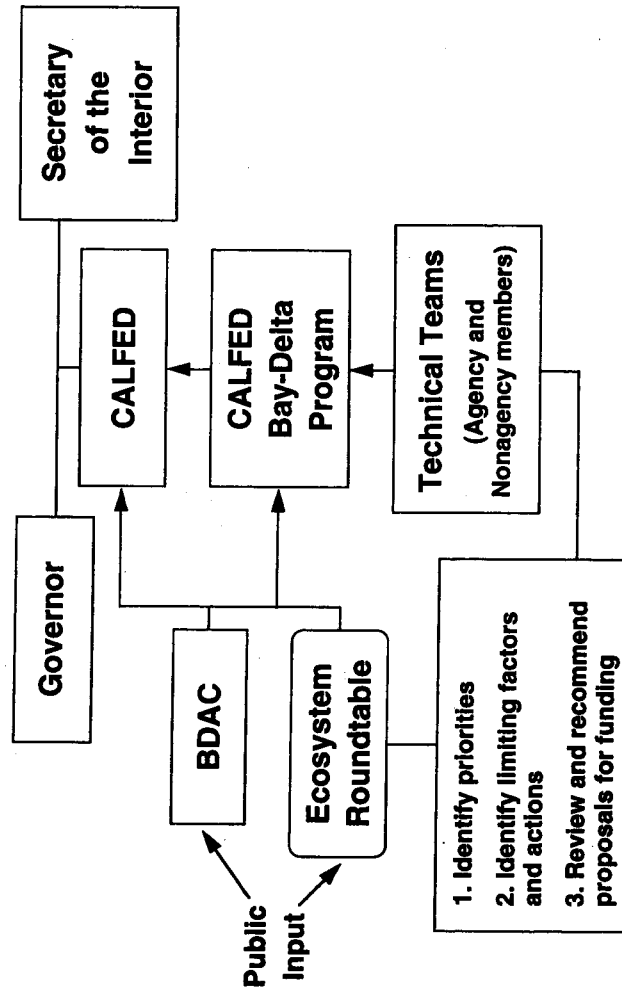 Governor
Secretary
of the
Interior
CALFED
BDAC
CALFED
Bay-Delta
Program
Public
Input
Ecosystem
Roundtable
Technical Teams
(Agency and
Nonagency members)
1. Identify priorities
2. Identify limiting factors
and actions
3. Review and recommend
proposals for funding